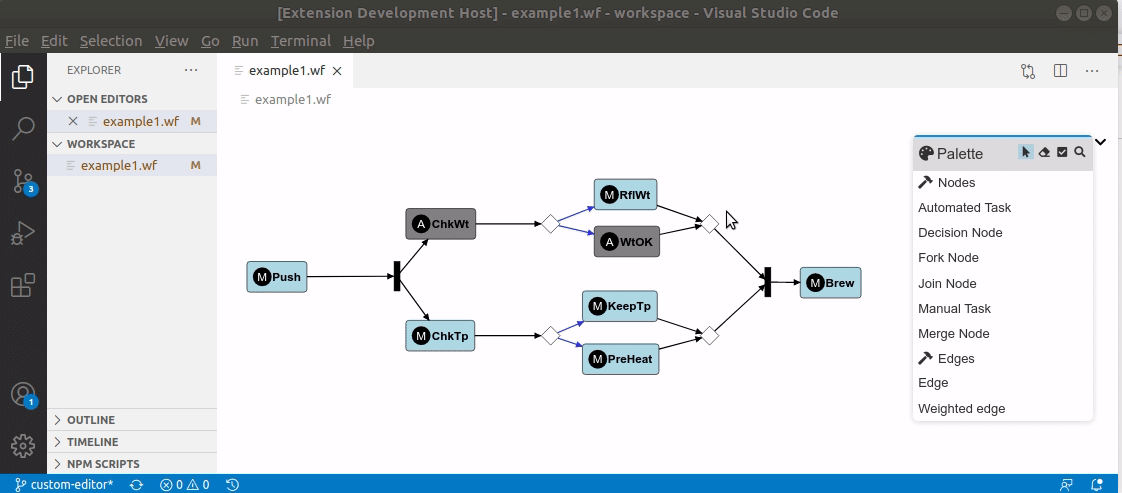 [Extension Development Host] - example1.wf - workspace - Visual Studio Code
File Edit Selection View Go Run Terminal Help
EXPLORER ···
example1.wf
OPEN EDITORS
example1.wf M
example1.wf
WORKSPACE
example1.wf M
Palette
Nodes
Automated Task
Decision Node
Fork Node
Join Node
Manual Task
Merge Node
Edges
Edge
Weighted edge
M RflWt
A ChkWt
A WtOK
M Push
M Brew
M KeepTp
M ChkTp
M PreHeat
3
1
OUTLINE
TIMELINE
NPM SCRIPTS
custom-editor* 0 0